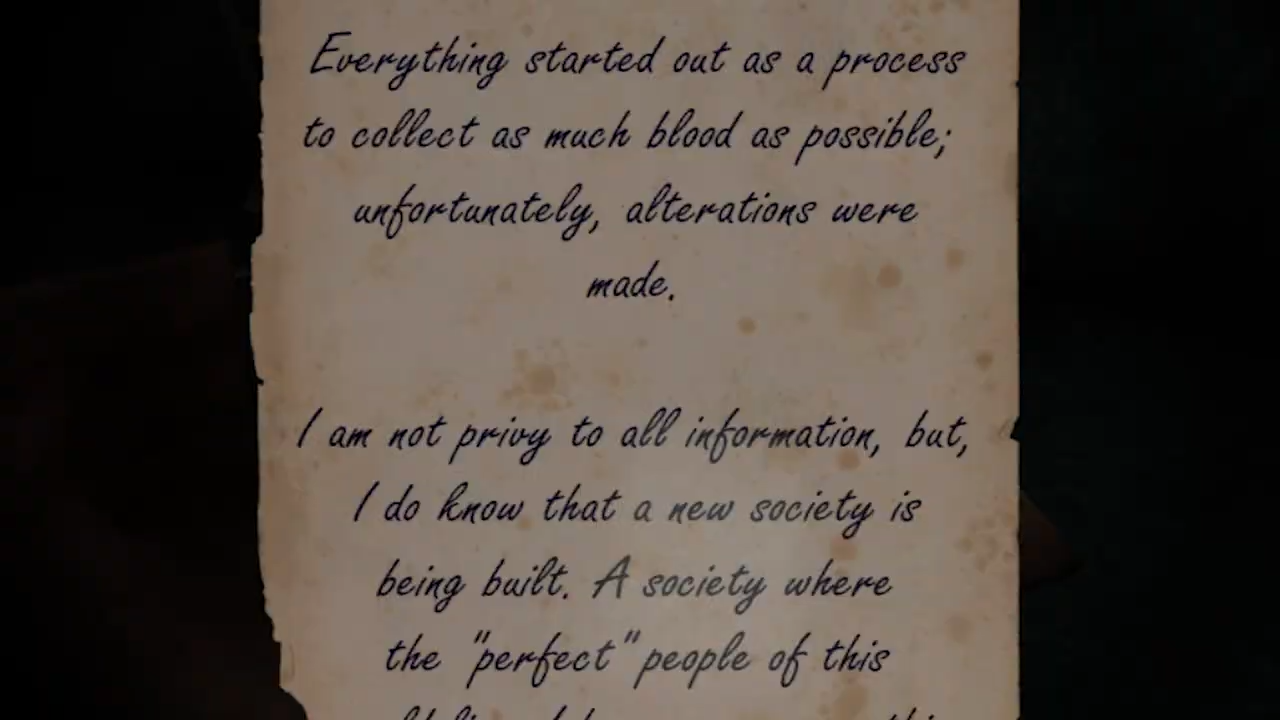 Everything started out as a process
to collect as much blood as possible;
unfortunately, alterations were
made.
I am not privy to all information, but,
I do know that a new society is
being built. A society where
the "perfect" people of this